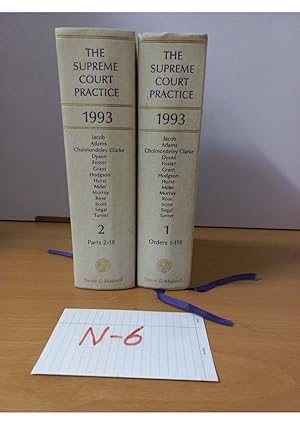 THE
SUPREME
COURT
PRACTICE
1993
Jacob
Adams
Cholmondeley Clarke
Dyson
Foster
Grant
Hodgson
Hurst
Miller
Murray
Rose
Scott
Segal
Turner
2
Parts 2-18
Sweet & Maxwell
THE
SUPREME
COURT
PRACTICE
1993
Jacob
Adams
Cholmondeley Clarke
Dyson
Foster
Grant
Hodgson
Hurst
Miller
Murray
Rose
Scott
Segal
Turner
1
Orders 1-115
Sweet & Maxwell
N-6